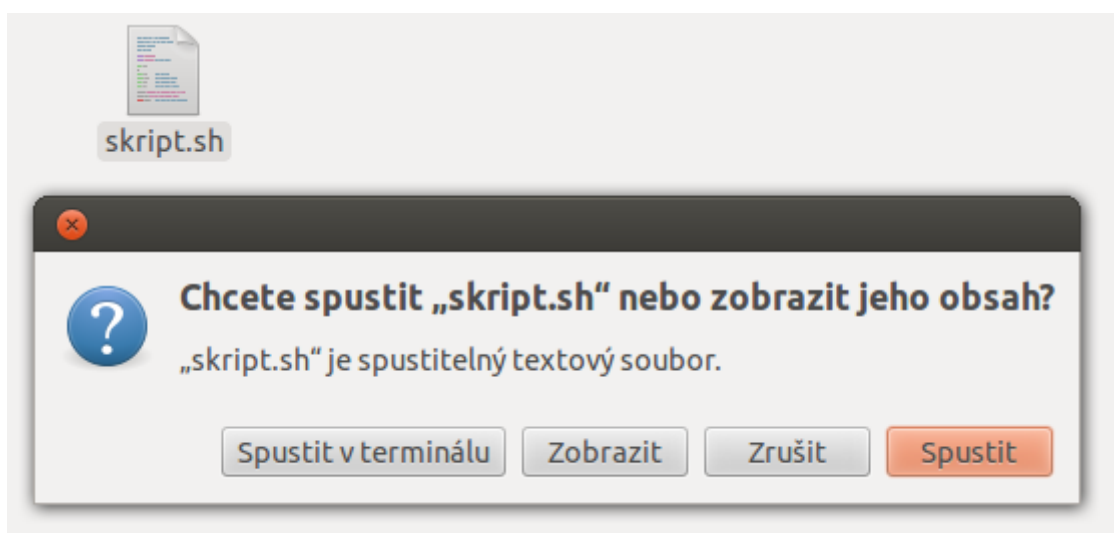 skript.sh
Chcete spustit „skript.sh“ nebo zobrazit jeho obsah?
„skript.sh“ je spustitelný textový soubor.
Spustit v terminálu
Zobrazit
Zrušit
Spustit